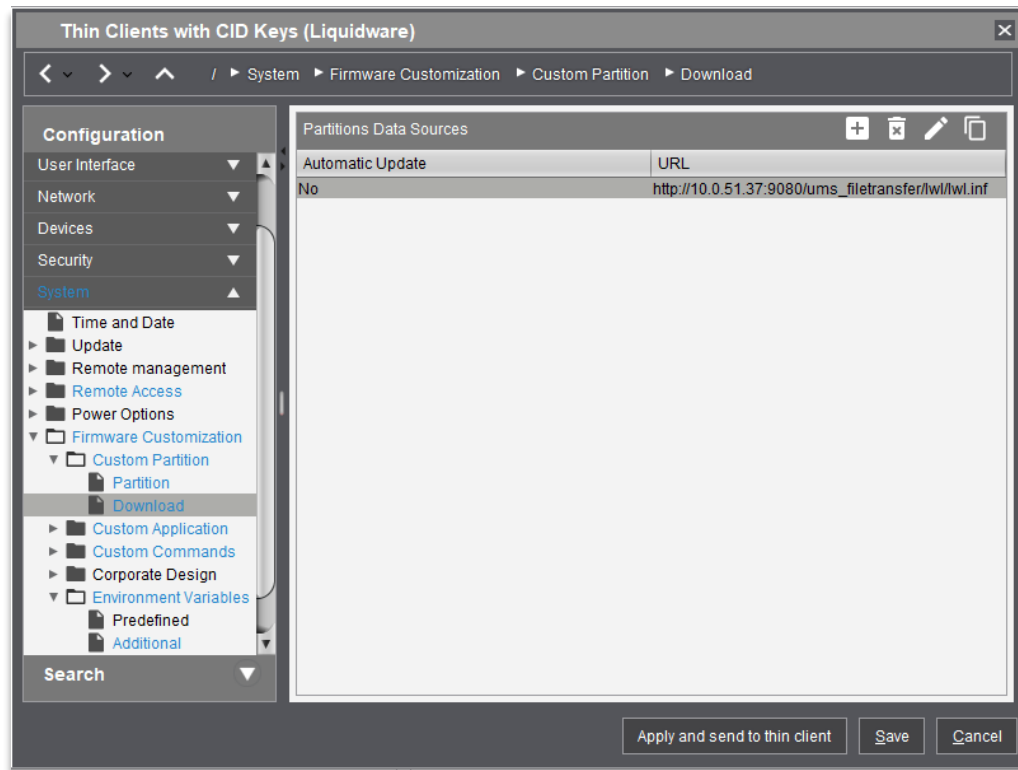 Thin Clients with CID Keys (Liquidware)
/ System Firmware Customization Custom Partition Download
Configuration
User Interface
Network
Devices
Security
System
Time and Date
Update
Remote management
Remote Access
Power Options
Firmware Customization
Custom Partition
Partition
Download
Custom Application
Custom Commands
Corporate Design
Environment Variables
Predefined
Additional
Search
Partitions Data Sources
Automatic Update URL
No http://10.0.51.37:9080/ums_filetransfer/lwl/lwl.inf
Apply and send to thin client Save Cancel